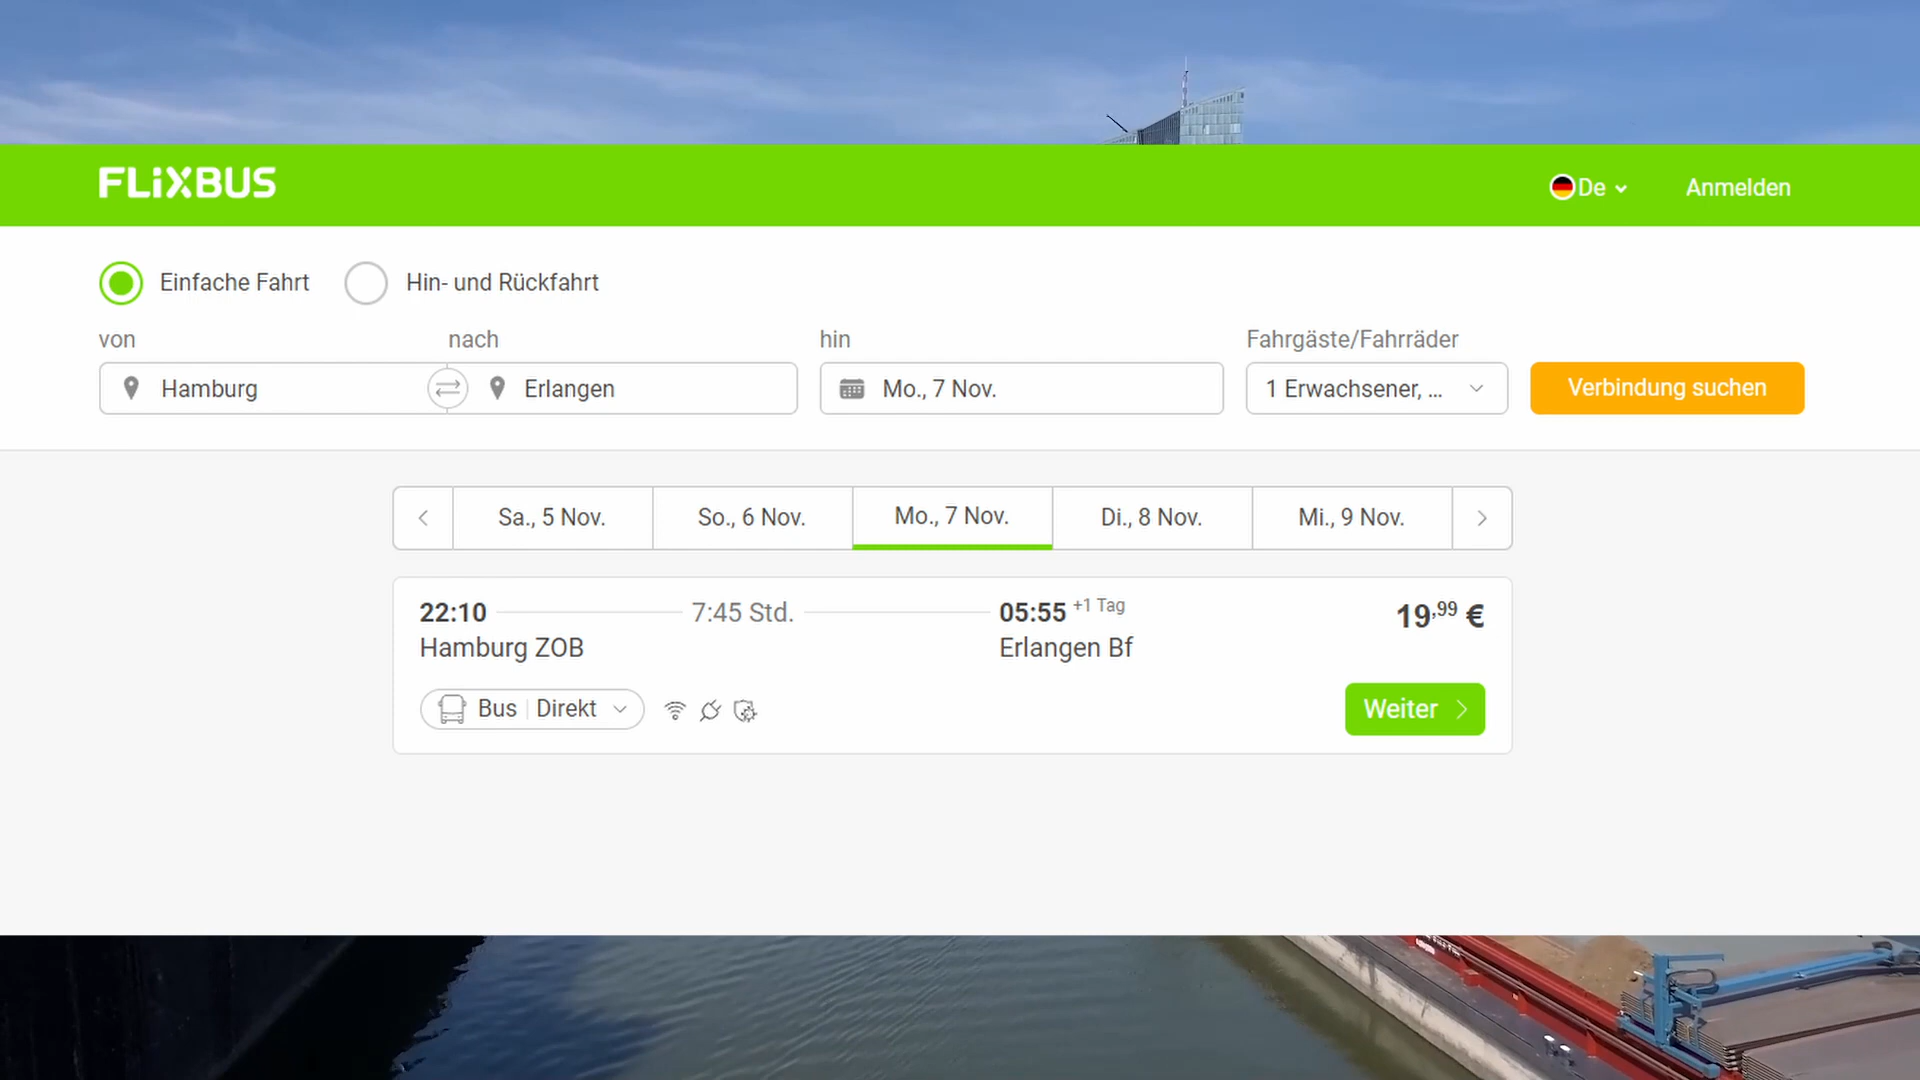 FLiXBUS
De
Anmelden
Einfache Fahrt
Hin- und Rückfahrt
von
nach
hin
Fahrgäste/Fahrräder
Hamburg
Erlangen
Mo., 7 Nov.
1 Erwachsener, ...
Verbindung suchen
Sa., 5 Nov.
So., 6 Nov.
Mo., 7 Nov.
Di., 8 Nov.
Mi., 9 Nov.
22:10
7:45 Std.
05:55 +1 Tag
19,99 €
Hamburg ZOB
Erlangen Bf
Bus | Direkt
Weiter